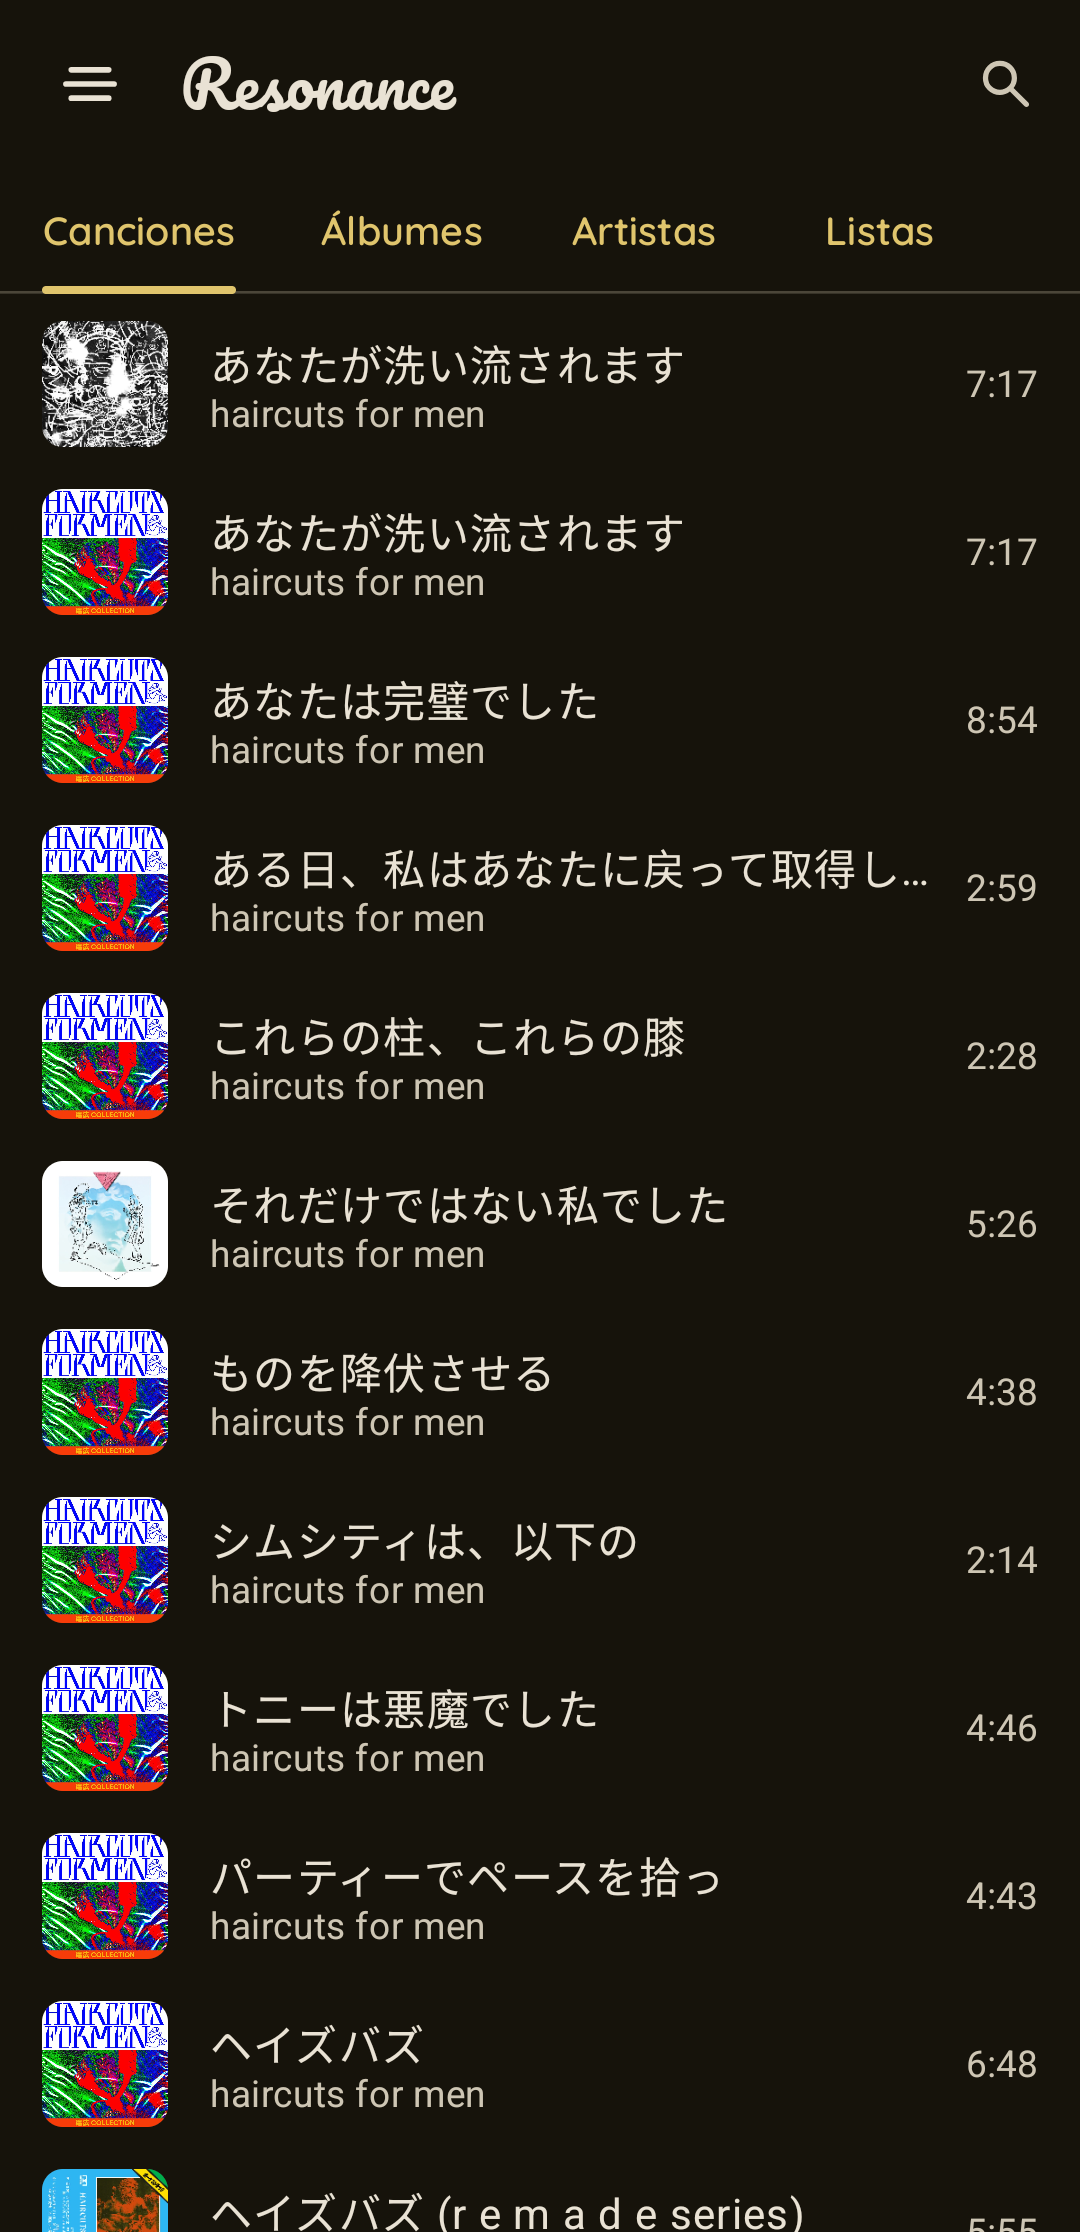 Resonance
Canciones Álbumes Artistas Listas
あなたが洗い流されます
haircuts for men
7:17
あなたが洗い流されます
haircuts for men
7:17
あなたは完璧でした
haircuts for men
8:54
ある日、私はあなたに戻って取得し...
haircuts for men
2:59
これらの柱、これらの膝
haircuts for men
2:28
それだけではない私でした
haircuts for men
5:26
ものを降伏させる
haircuts for men
4:38
シムシティは、以下の
haircuts for men
2:14
トニーは悪魔でした
haircuts for men
4:46
パーティーでペースを拾っ
haircuts for men
4:43
ヘイズバズ
haircuts for men
6:48
ヘイズバズ (r e m a d e series)
5:55